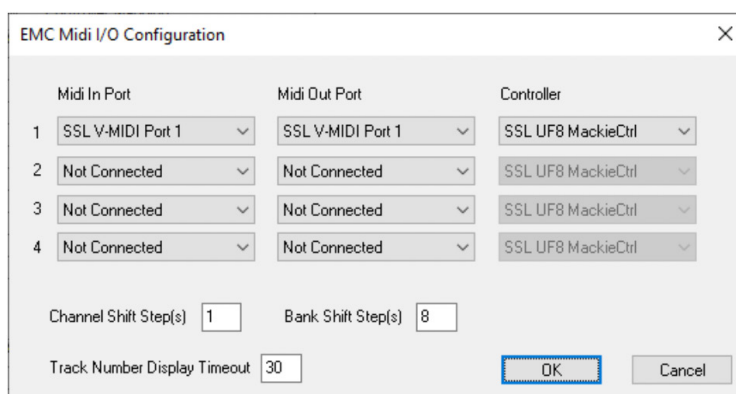 EMC Midi I/O Configuration
Midi In Port Midi Out Port Controller
1 SSL V-MIDI Port 1 SSL V-MIDI Port 1 SSL UF8 MackieCtrl
2 Not Connected Not Connected SSL UF8 MackieCtrl
3 Not Connected Not Connected SSL UF8 MackieCtrl
4 Not Connected Not Connected SSL UF8 MackieCtrl
Channel Shift Step(s) 1 Bank Shift Step(s) 8
Track Number Display Timeout 30 OK Cancel